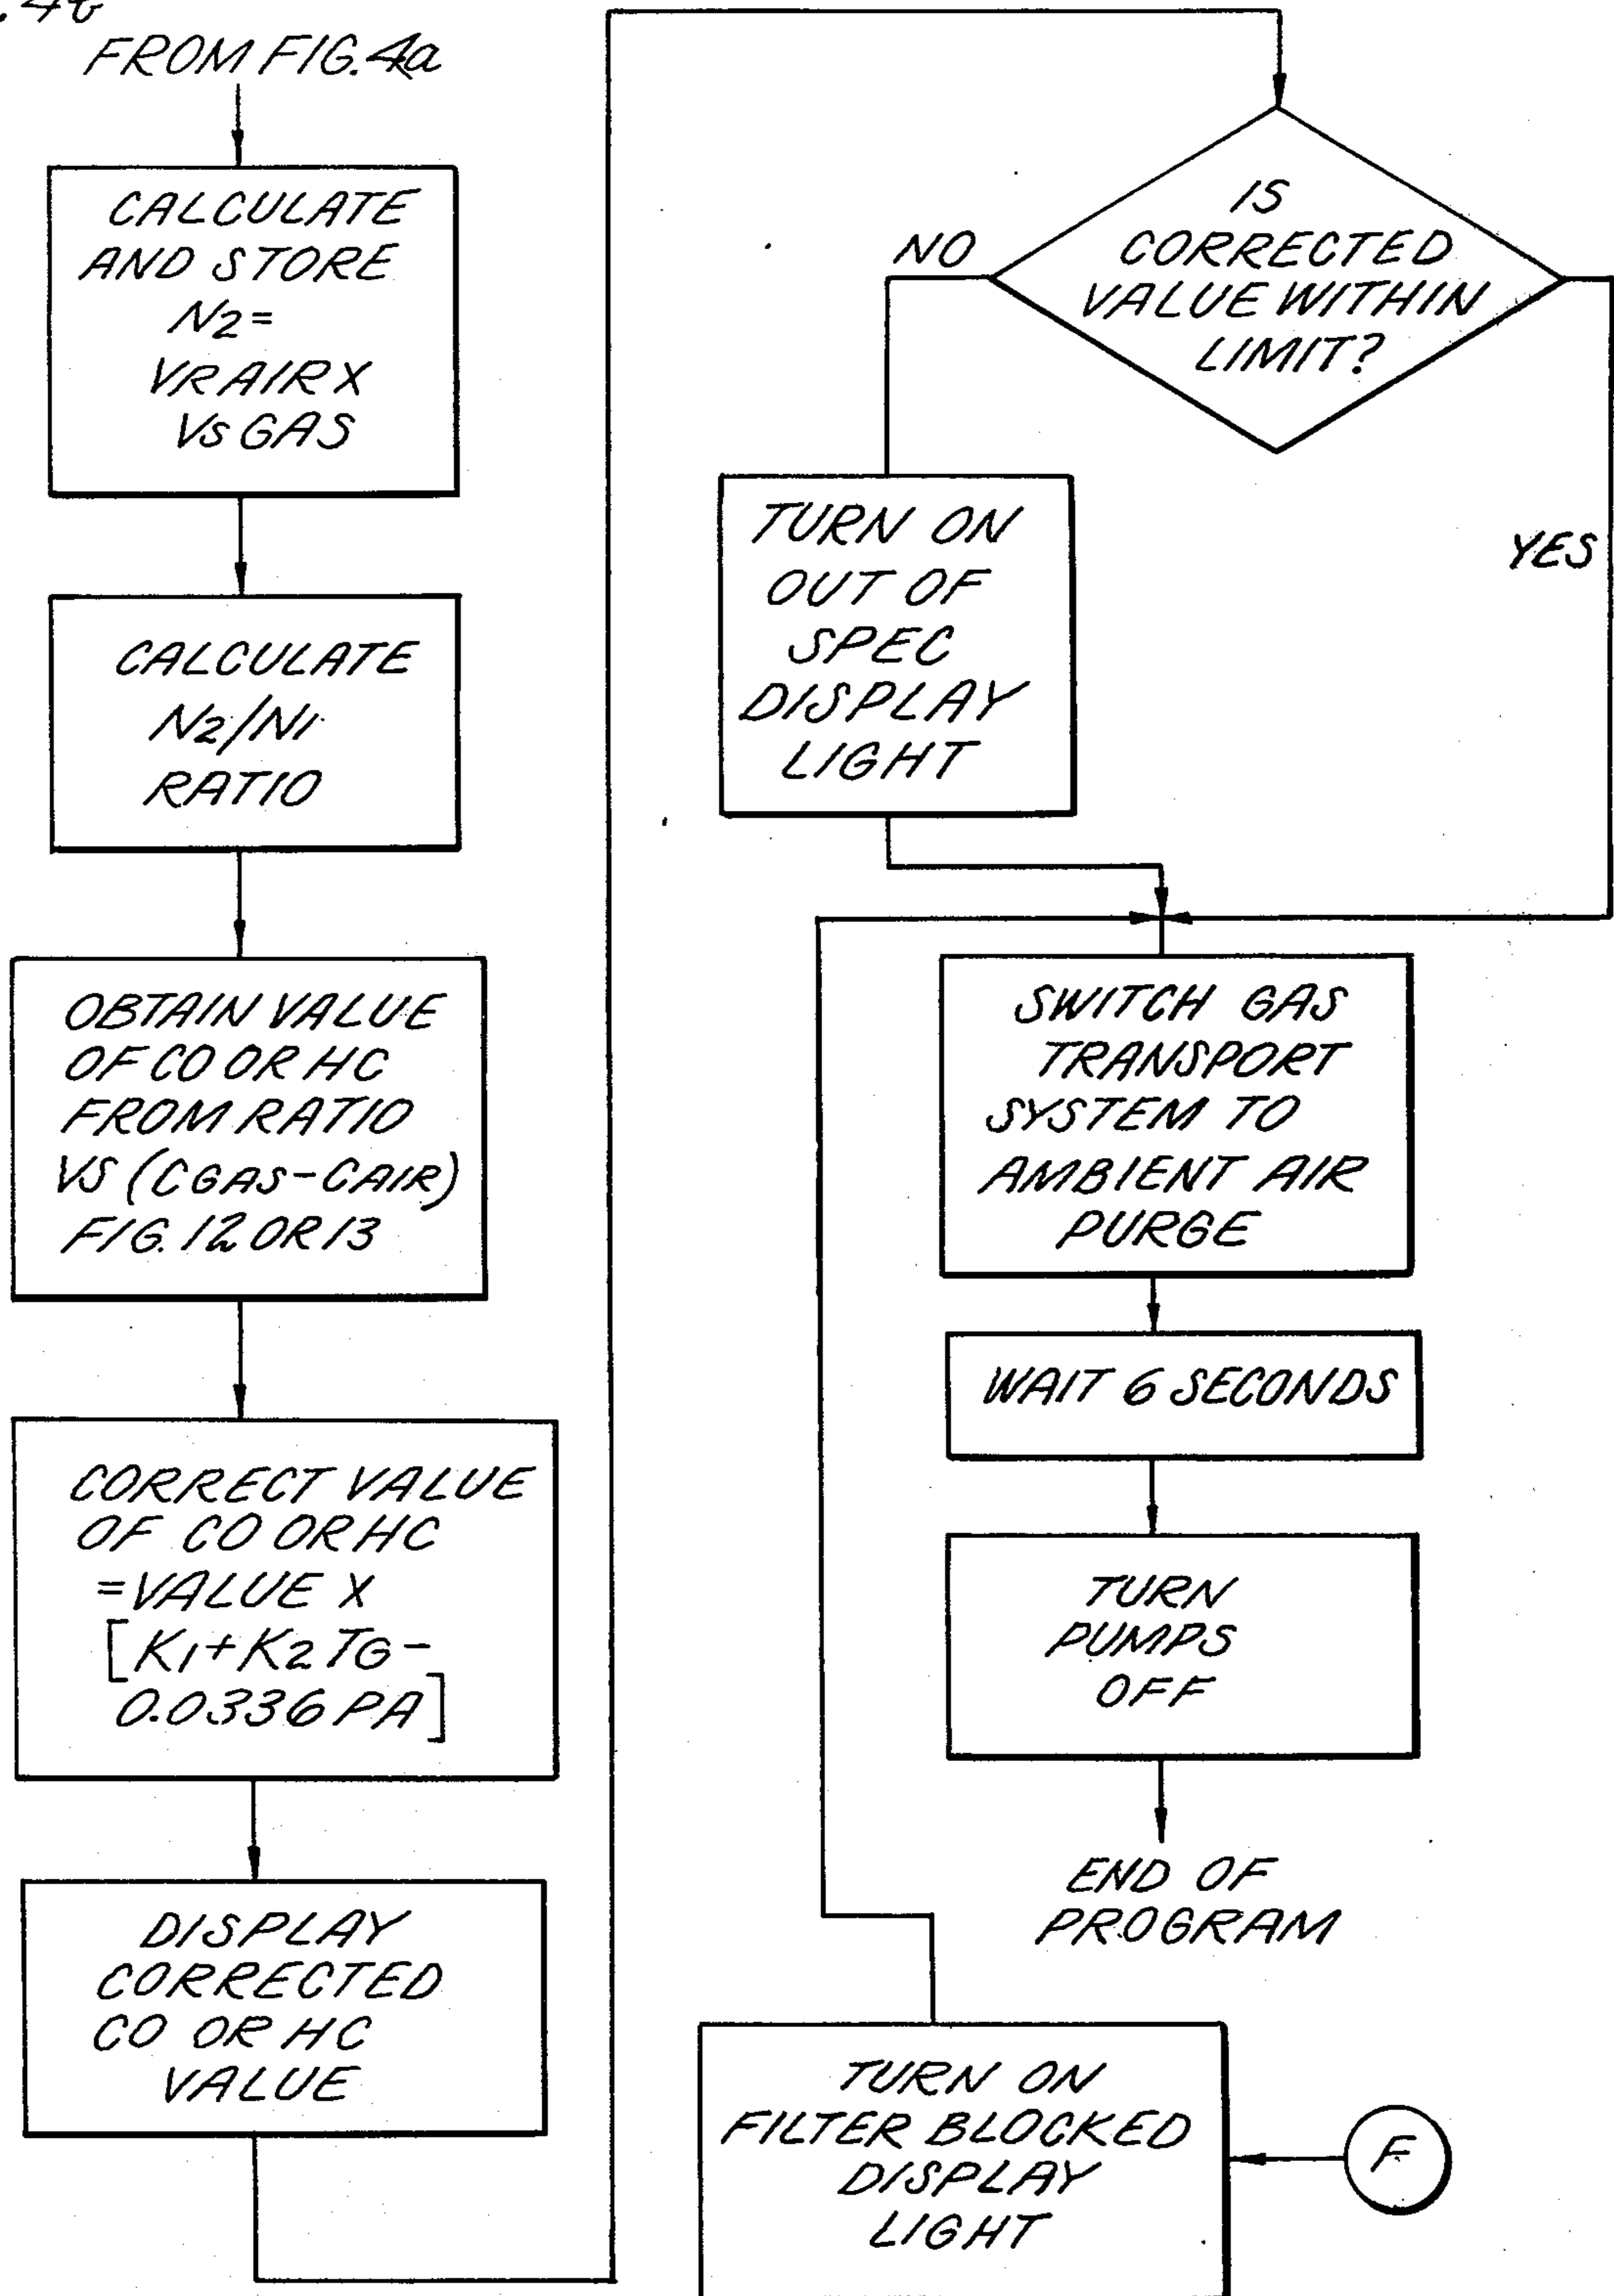 .4b
FROM FIG.4a
CALCULATE
AND STORE
N2=
VR AIR X
VS GAS
CALCULATE
N2/N1
RATIO
OBTAIN VALUE
OF CO OR HC
FROM RATIO
VS (CGAS-CAIR)
FIG. 12 OR 13
CORRECT VALUE
OF CO OR HC
=VALUE X
[K1+K2 TG-
0.0336 PA]
DISPLAY
CORRECTED
CO OR HC
VALUE
IS
CORRECTED
VALUE WITHIN
LIMIT?
NO
YES
TURN ON
OUT OF
SPEC
DISPLAY
LIGHT
SWITCH GAS
TRANSPORT
SYSTEM TO
AMBIENT AIR
PURGE
WAIT 6 SECONDS
TURN
PUMPS
OFF
END OF
PROGRAM
TURN ON
FILTER BLOCKED
DISPLAY
LIGHT
F